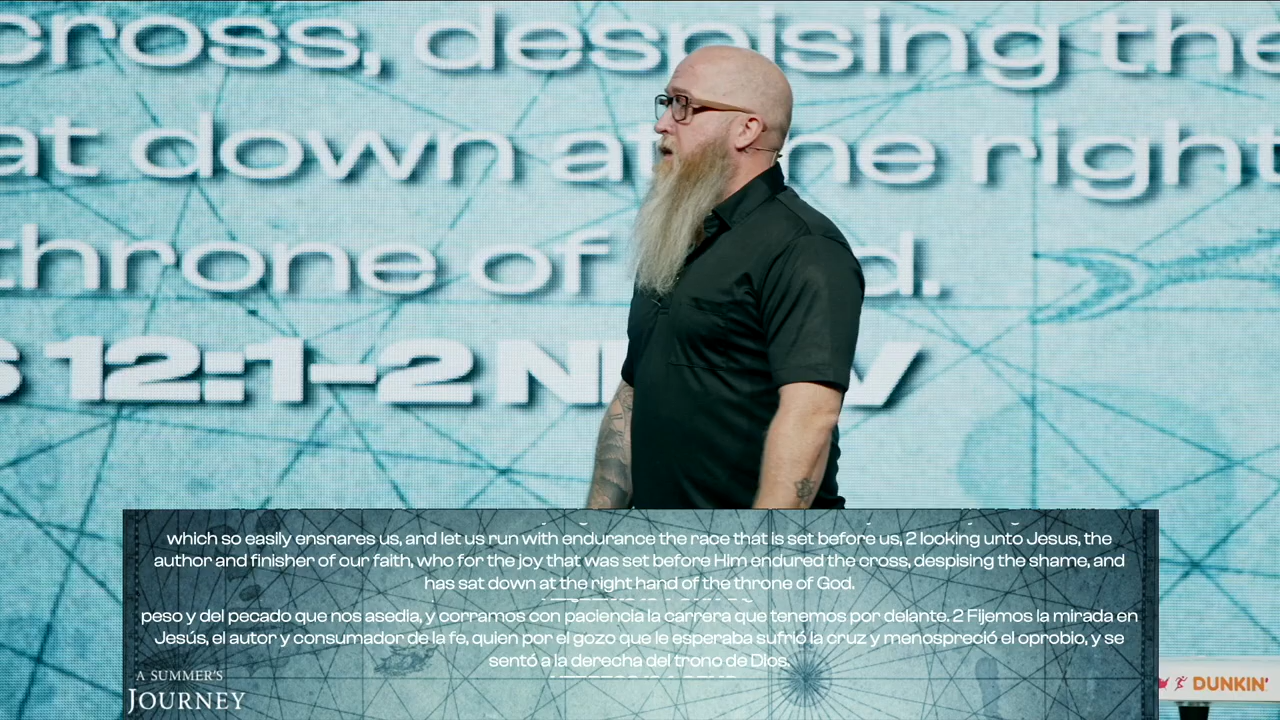 cross, despising the
at down at the right
throne of
12:1-2
which so easily ensnares us, and let us run with endurance the race that is set before us, 2 looking unto Jesus, the
author and finisher of our faith, who for the joy that was set before Him endured the cross, despising the shame, and
has sat down at the right hand of the throne of God.
peso y del pecado que nos asedia, y corramos con paciencia la carrera que tenemos por delante. 2 Fijemos la mirada en
Jesús, el autor y consumador de la fe, quien por el gozo que le esperaba sufrió la cruz y menospreció el oprobio, y se
sentó a la derecha del trono de Dios.
A SUMMER'S
JOURNEY
DUNKIN'